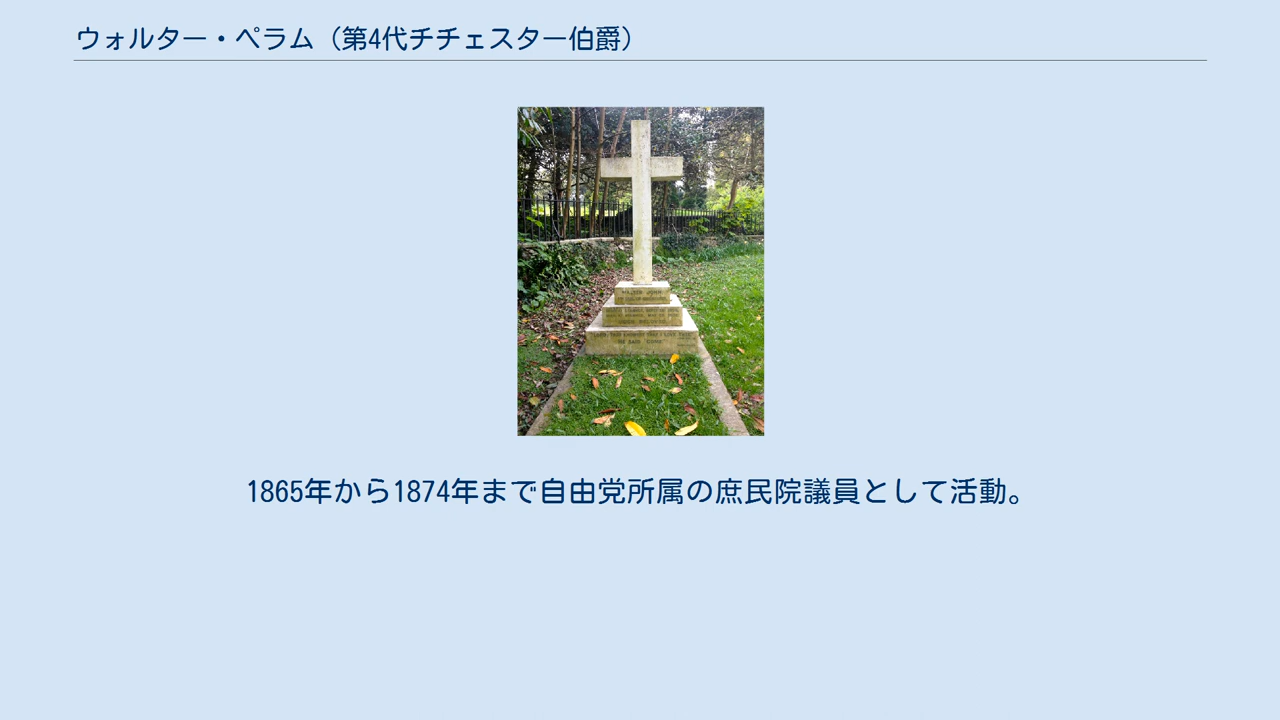 ウォルター・ペラム（第4代チチェスター伯爵）
WALTER JOHN
1865年から1874年まで自由党所属の庶民院議員として活動。